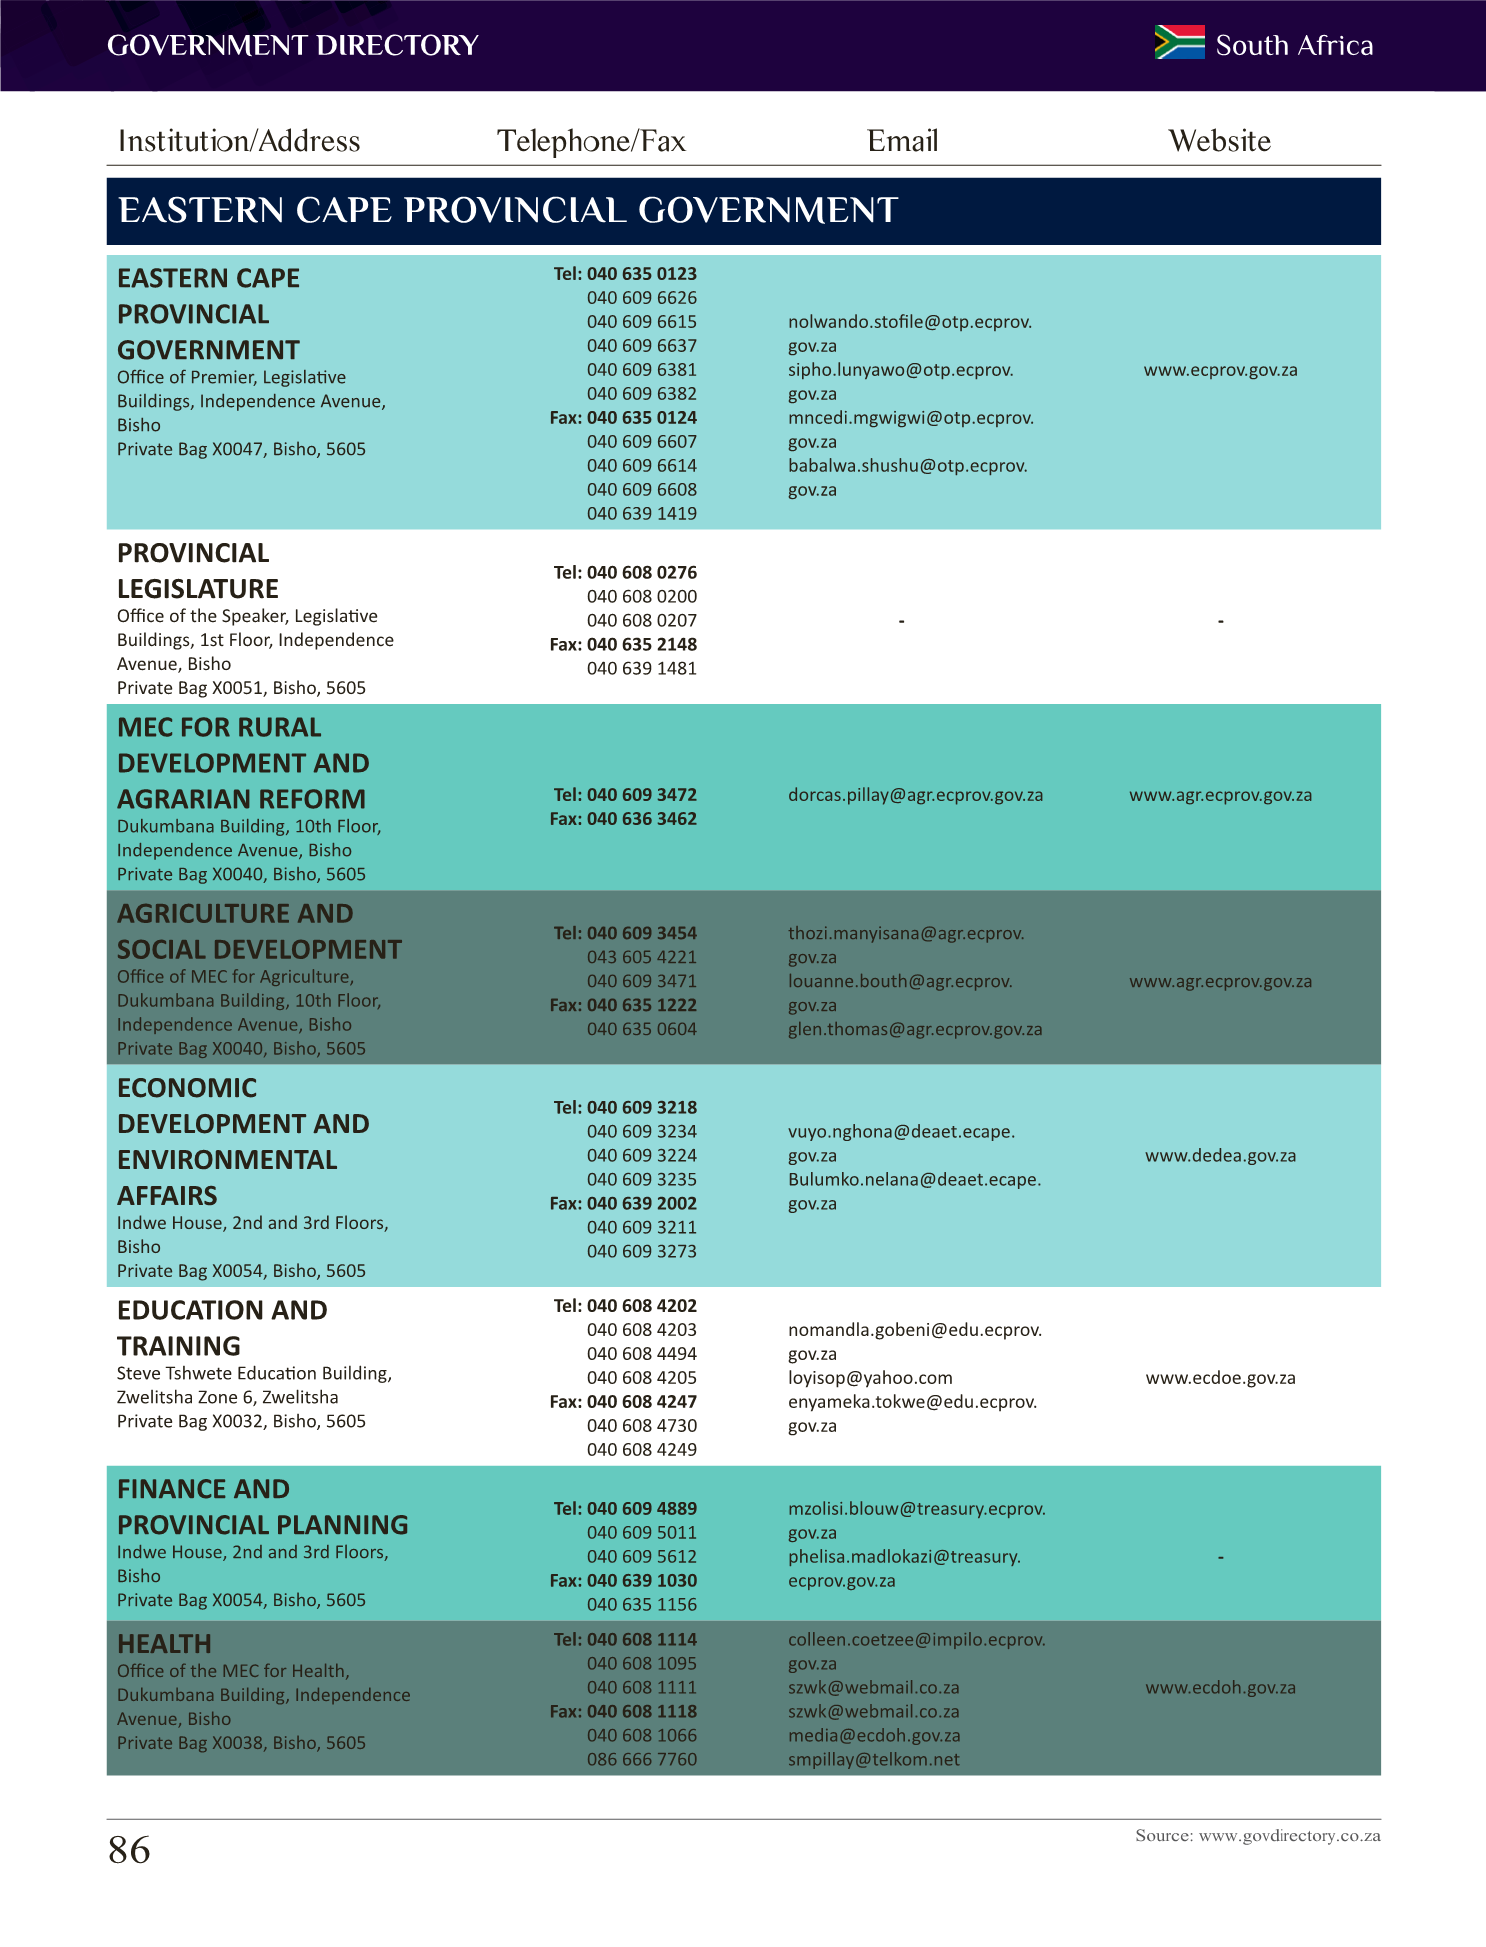 GOVERNMENT DIRECTORY
South Africa
Institution/Address Telephone/Fax Email Website
EASTERN CAPE PROVINCIAL GOVERNMENT
EASTERN CAPE
PROVINCIAL
GOVERNMENT
Office of Premier, Legislative
Buildings, Independence Avenue,
Bisho
Private Bag X0047, Bisho, 5605
Tel: 040 635 0123
040 609 6626
040 609 6615
040 609 6637
040 609 6381
040 609 6382
Fax: 040 635 0124
040 609 6607
040 609 6614
040 609 6608
040 639 1419
nolwando.stofile@otp.ecprov.
gov.za
sipho.lunyawo@otp.ecprov.
gov.za
mncedi.mgwigwi@otp.ecprov.
gov.za
babalwa.shushu@otp.ecprov.
gov.za
www.ecprov.gov.za
PROVINCIAL
LEGISLATURE
Office of the Speaker, Legislative
Buildings, 1st Floor, Independence
Avenue, Bisho
Private Bag X0051, Bisho, 5605
Tel: 040 608 0276
040 608 0200
040 608 0207
Fax: 040 635 2148
040 639 1481
-
-
MEC FOR RURAL
DEVELOPMENT AND
AGRARIAN REFORM
Dukumbana Building, 10th Floor,
Independence Avenue, Bisho
Private Bag X0040, Bisho, 5605
Tel: 040 609 3472
Fax: 040 636 3462
dorcas.pillay@agr.ecprov.gov.za
www.agr.ecprov.gov.za
AGRICULTURE AND
SOCIAL DEVELOPMENT
Office of MEC for Agriculture,
Dukumbana Building, 10th Floor,
Independence Avenue, Bisho
Private Bag X0040, Bisho, 5605
Tel: 040 609 3454
043 605 4221
040 609 3471
Fax: 040 635 1222
040 635 0604
thozi.manyisana@agr.ecprov.
gov.za
louanne.bouth@agr.ecprov.
gov.za
glen.thomas@agr.ecprov.gov.za
www.agr.ecprov.gov.za
ECONOMIC
DEVELOPMENT AND
ENVIRONMENTAL
AFFAIRS
Indwe House, 2nd and 3rd Floors,
Bisho
Private Bag X0054, Bisho, 5605
Tel: 040 609 3218
040 609 3234
040 609 3224
040 609 3235
Fax: 040 639 2002
040 609 3211
040 609 3273
vuyo.nghona@deaet.ecape.
gov.za
Bulumko.nelana@deaet.ecape.
gov.za
www.dedea.gov.za
EDUCATION AND
TRAINING
Steve Tshwete Education Building,
Zwelitsha Zone 6, Zwelitsha
Private Bag X0032, Bisho, 5605
Tel: 040 608 4202
040 608 4203
040 608 4494
040 608 4205
Fax: 040 608 4247
040 608 4730
040 608 4249
nomandla.gobeni@edu.ecprov.
gov.za
loyisop@yahoo.com
enyameka.tokwe@edu.ecprov.
gov.za
www.ecdoe.gov.za
FINANCE AND
PROVINCIAL PLANNING
Indwe House, 2nd and 3rd Floors,
Bisho
Private Bag X0054, Bisho, 5605
Tel: 040 609 4889
040 609 5011
040 609 5612
Fax: 040 639 1030
040 635 1156
mzolisi.blouw@treasury.ecprov.
gov.za
phelisa.madlokazi@treasury.
ecprov.gov.za
-
HEALTH
Office of the MEC for Health,
Dukumbana Building, Independence
Avenue, Bisho
Private Bag X0038, Bisho, 5605
Tel: 040 608 1114
040 608 1095
040 608 1111
Fax: 040 608 1118
040 608 1066
086 666 7760
colleen.coetzee@impilo.ecprov.
gov.za
szwk@webmail.co.za
szwk@webmail.co.za
media@ecdoh.gov.za
smpillay@telkom.net
www.ecdoh.gov.za
86
Source: www.govdirectory.co.za